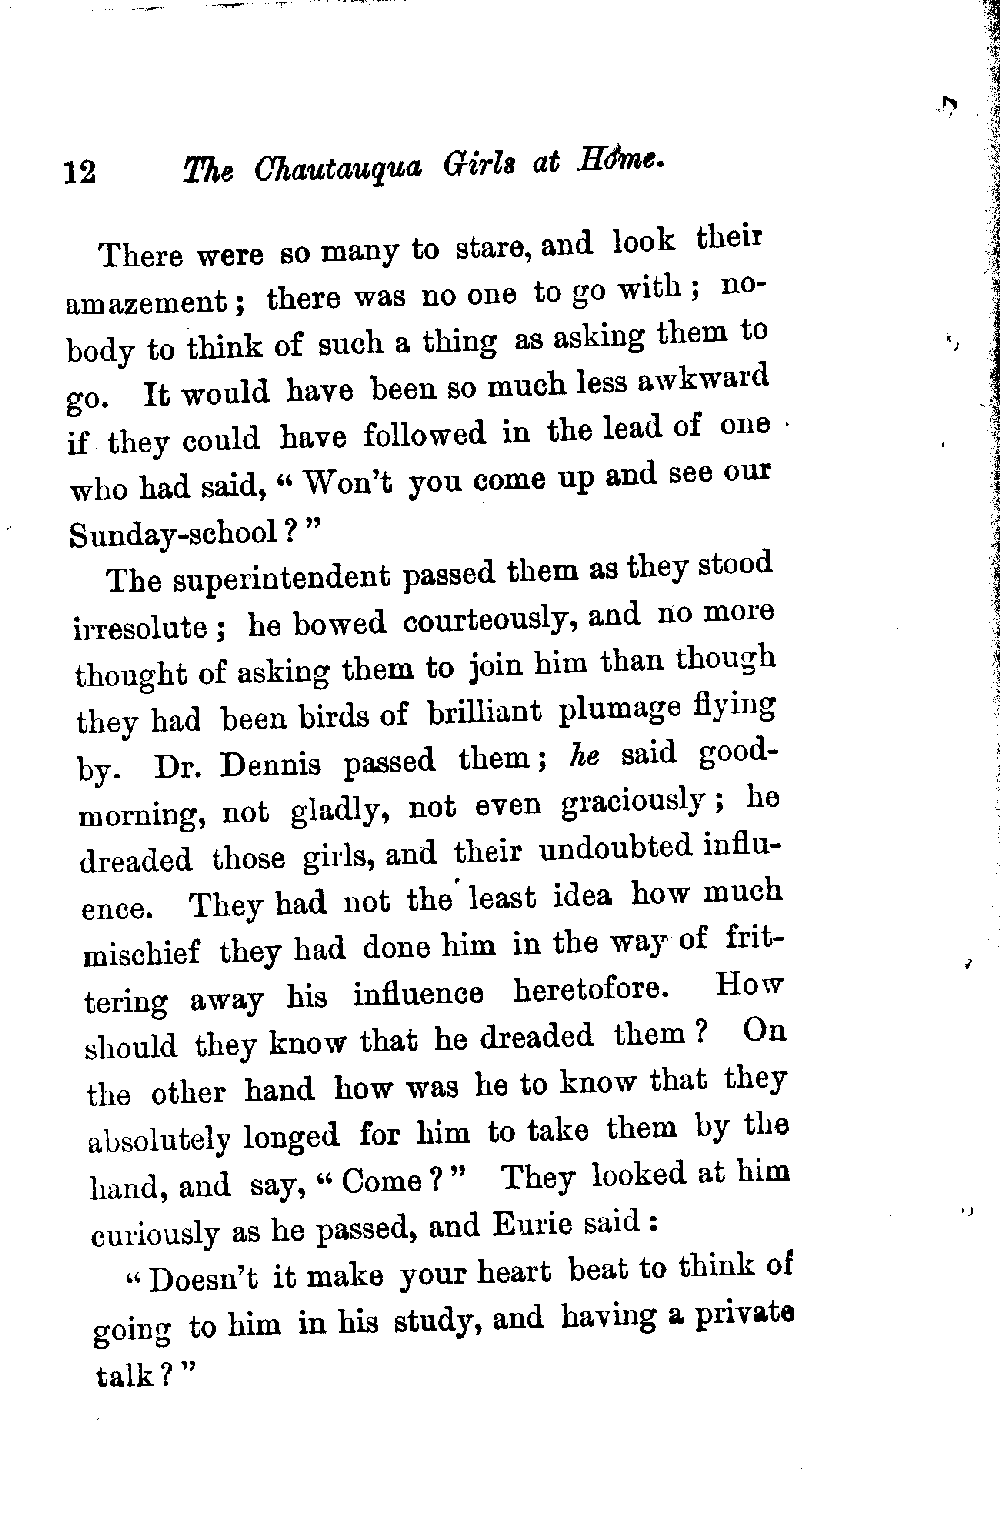 12 The Chautauqua Girls at Home.
There were so many to stare, and look their
amazement; there was no one to go with; no-
body to think of such a thing as asking them to
go. It would have been so much less awkward
if they could have followed in the lead of one
who had said, “Won’t you come up and see our
Sunday-school?”
The superintendent passed them as they stood
irresolute; he bowed courteously, and no more
thought of asking them to join him than though
they had been birds of brilliant plumage flying
by. Dr. Dennis passed them; he said good-
morning, not gladly, not even graciously; he
dreaded those girls, and their undoubted influ-
ence. They had not the least idea how much
mischief they had done him in the way of frit-
tering away his influence heretofore. How
should they know that he dreaded them? On
the other hand how was he to know that they
absolutely longed for him to take them by the
hand, and say, “Come?” They looked at him
curiously as he passed, and Eurie said:
“Doesn’t it make your heart beat to think of
going to him in his study, and having a private
talk?”